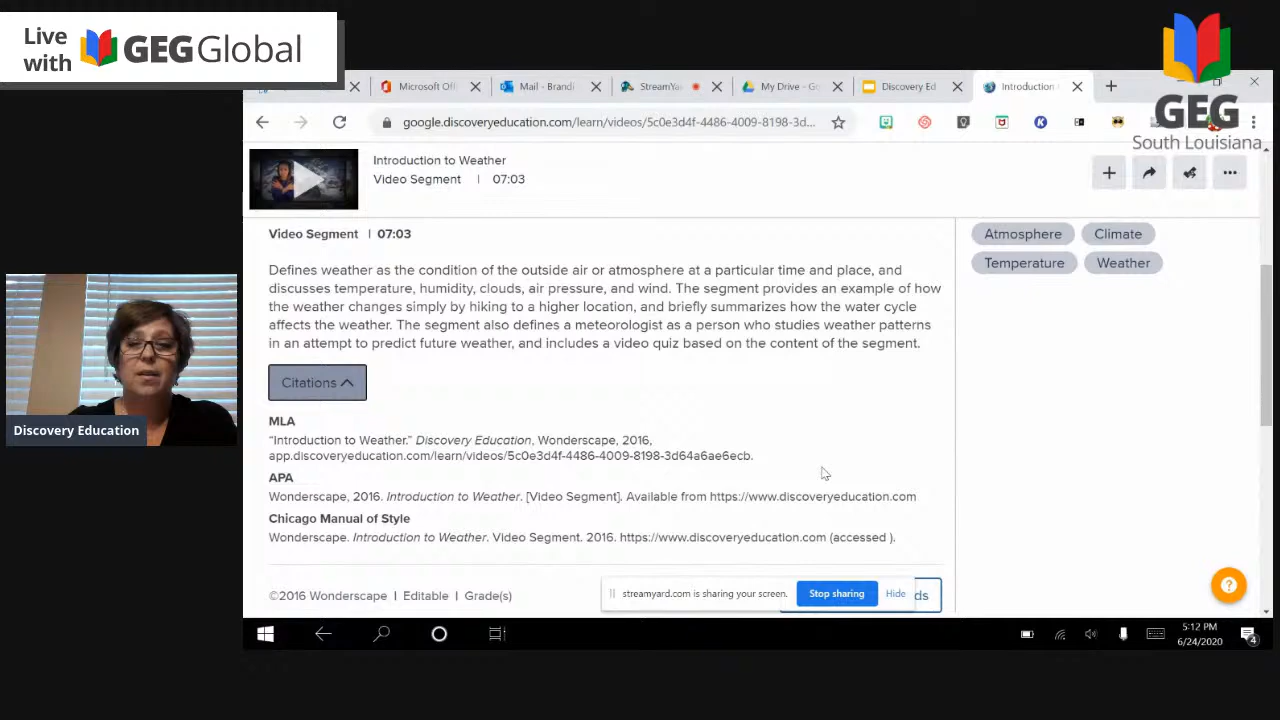 Live
with
GEG Global
Microsoft Off
Mail - Brandi
StreamYa
My Drive - Go
Discovery Ed
Introduction
google.discoveryeducation.com/learn/videos/5c0e3d4f-4486-4009-8198-3d...
GEG
South Louisiana
Introduction to Weather
Video Segment | 07:03
Video Segment | 07:03
Atmosphere
Climate
Temperature
Weather
Defines weather as the condition of the outside air or atmosphere at a particular time and place, and
discusses temperature, humidity, clouds, air pressure, and wind. The segment provides an example of how
the weather changes simply by hiking to a higher location, and briefly summarizes how the water cycle
affects the weather. The segment also defines a meteorologist as a person who studies weather patterns
in an attempt to predict future weather, and includes a video quiz based on the content of the segment.
Citations
MLA
“Introduction to Weather.” Discovery Education, Wonderscape, 2016,
app.discoveryeducation.com/learn/videos/5c0e3d4f-4486-4009-8198-3d64a6ae6ecb.
APA
Wonderscape, 2016. Introduction to Weather. [Video Segment]. Available from https://www.discoveryeducation.com
Chicago Manual of Style
Wonderscape. Introduction to Weather. Video Segment. 2016. https://www.discoveryeducation.com (accessed ).
©2016 Wonderscape | Editable | Grade(s)
streamyard.com is sharing your screen.
Stop sharing
Hide
ds
Discovery Education
5:12 PM
6/24/2020
4